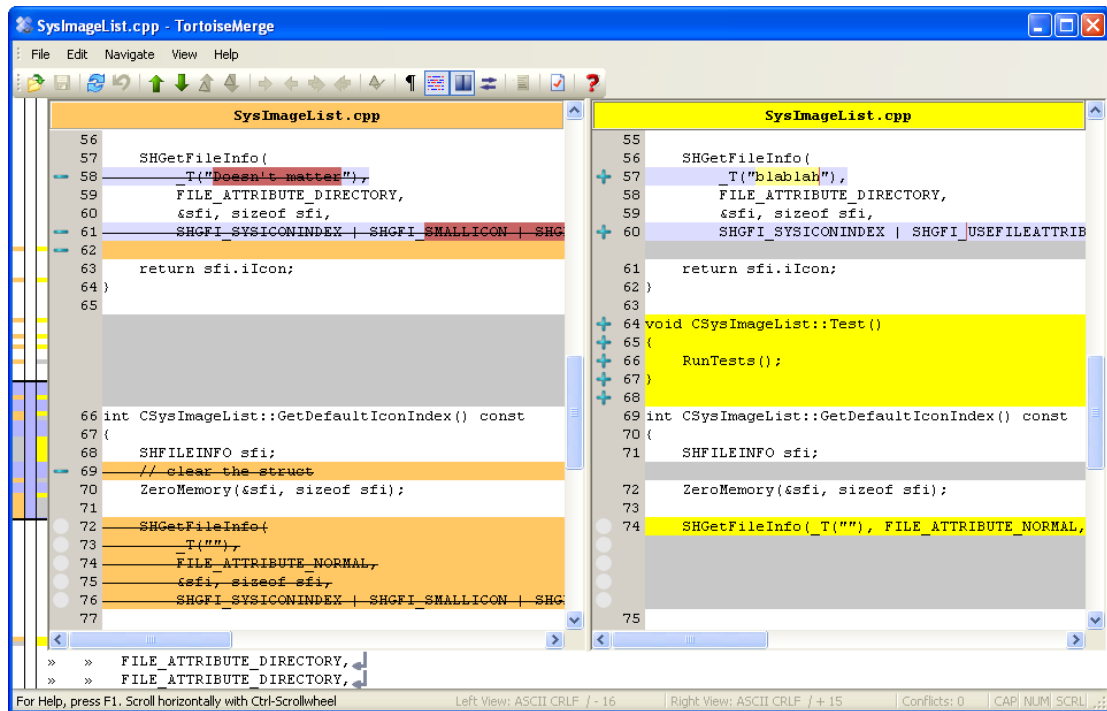 SysImageList.cpp - TortoiseMerge
File Edit Navigate View Help
SysImageList.cpp
56
57 SHGetFileInfo(
58 _T("Doesn't matter"),
59 FILE_ATTRIBUTE_DIRECTORY,
60 &sfi, sizeof sfi,
61 SHGFI_SYSICONINDEX | SHGFI_SMALLICON | SHG
62
63 return sfi.iIcon;
64 }
65
66 int CSysImageList::GetDefaultIconIndex() const
67 {
68 SHFILEINFO sfi;
69 // clear the struct
70 ZeroMemory(&sfi, sizeof sfi);
71
72 SHGetFileInfo(
73 _T(""),
74 FILE_ATTRIBUTE_NORMAL,
75 &sfi, sizeof sfi,
76 SHGFI_SYSICONINDEX | SHGFI_SMALLICON | SHG
77
SysImageList.cpp
55
56 SHGetFileInfo(
57 _T("blablah"),
58 FILE_ATTRIBUTE_DIRECTORY,
59 &sfi, sizeof sfi,
60 SHGFI_SYSICONINDEX | SHGFI_USEFILEATTRIB
61 return sfi.iIcon;
62 }
63
64 void CSysImageList::Test()
65 {
66 RunTests();
67 }
68
69 int CSysImageList::GetDefaultIconIndex() const
70 {
71 SHFILEINFO sfi;
72 ZeroMemory(&sfi, sizeof sfi);
73
74 SHGetFileInfo(_T(""), FILE_ATTRIBUTE_NORMAL,
75
» » FILE_ATTRIBUTE_DIRECTORY,
» » FILE_ATTRIBUTE_DIRECTORY,
For Help, press F1. Scroll horizontally with Ctrl-Scrollwheel Left View: ASCII CRLF / - 16 Right View: ASCII CRLF / + 15 Conflicts: 0 CAP NUM SCRL